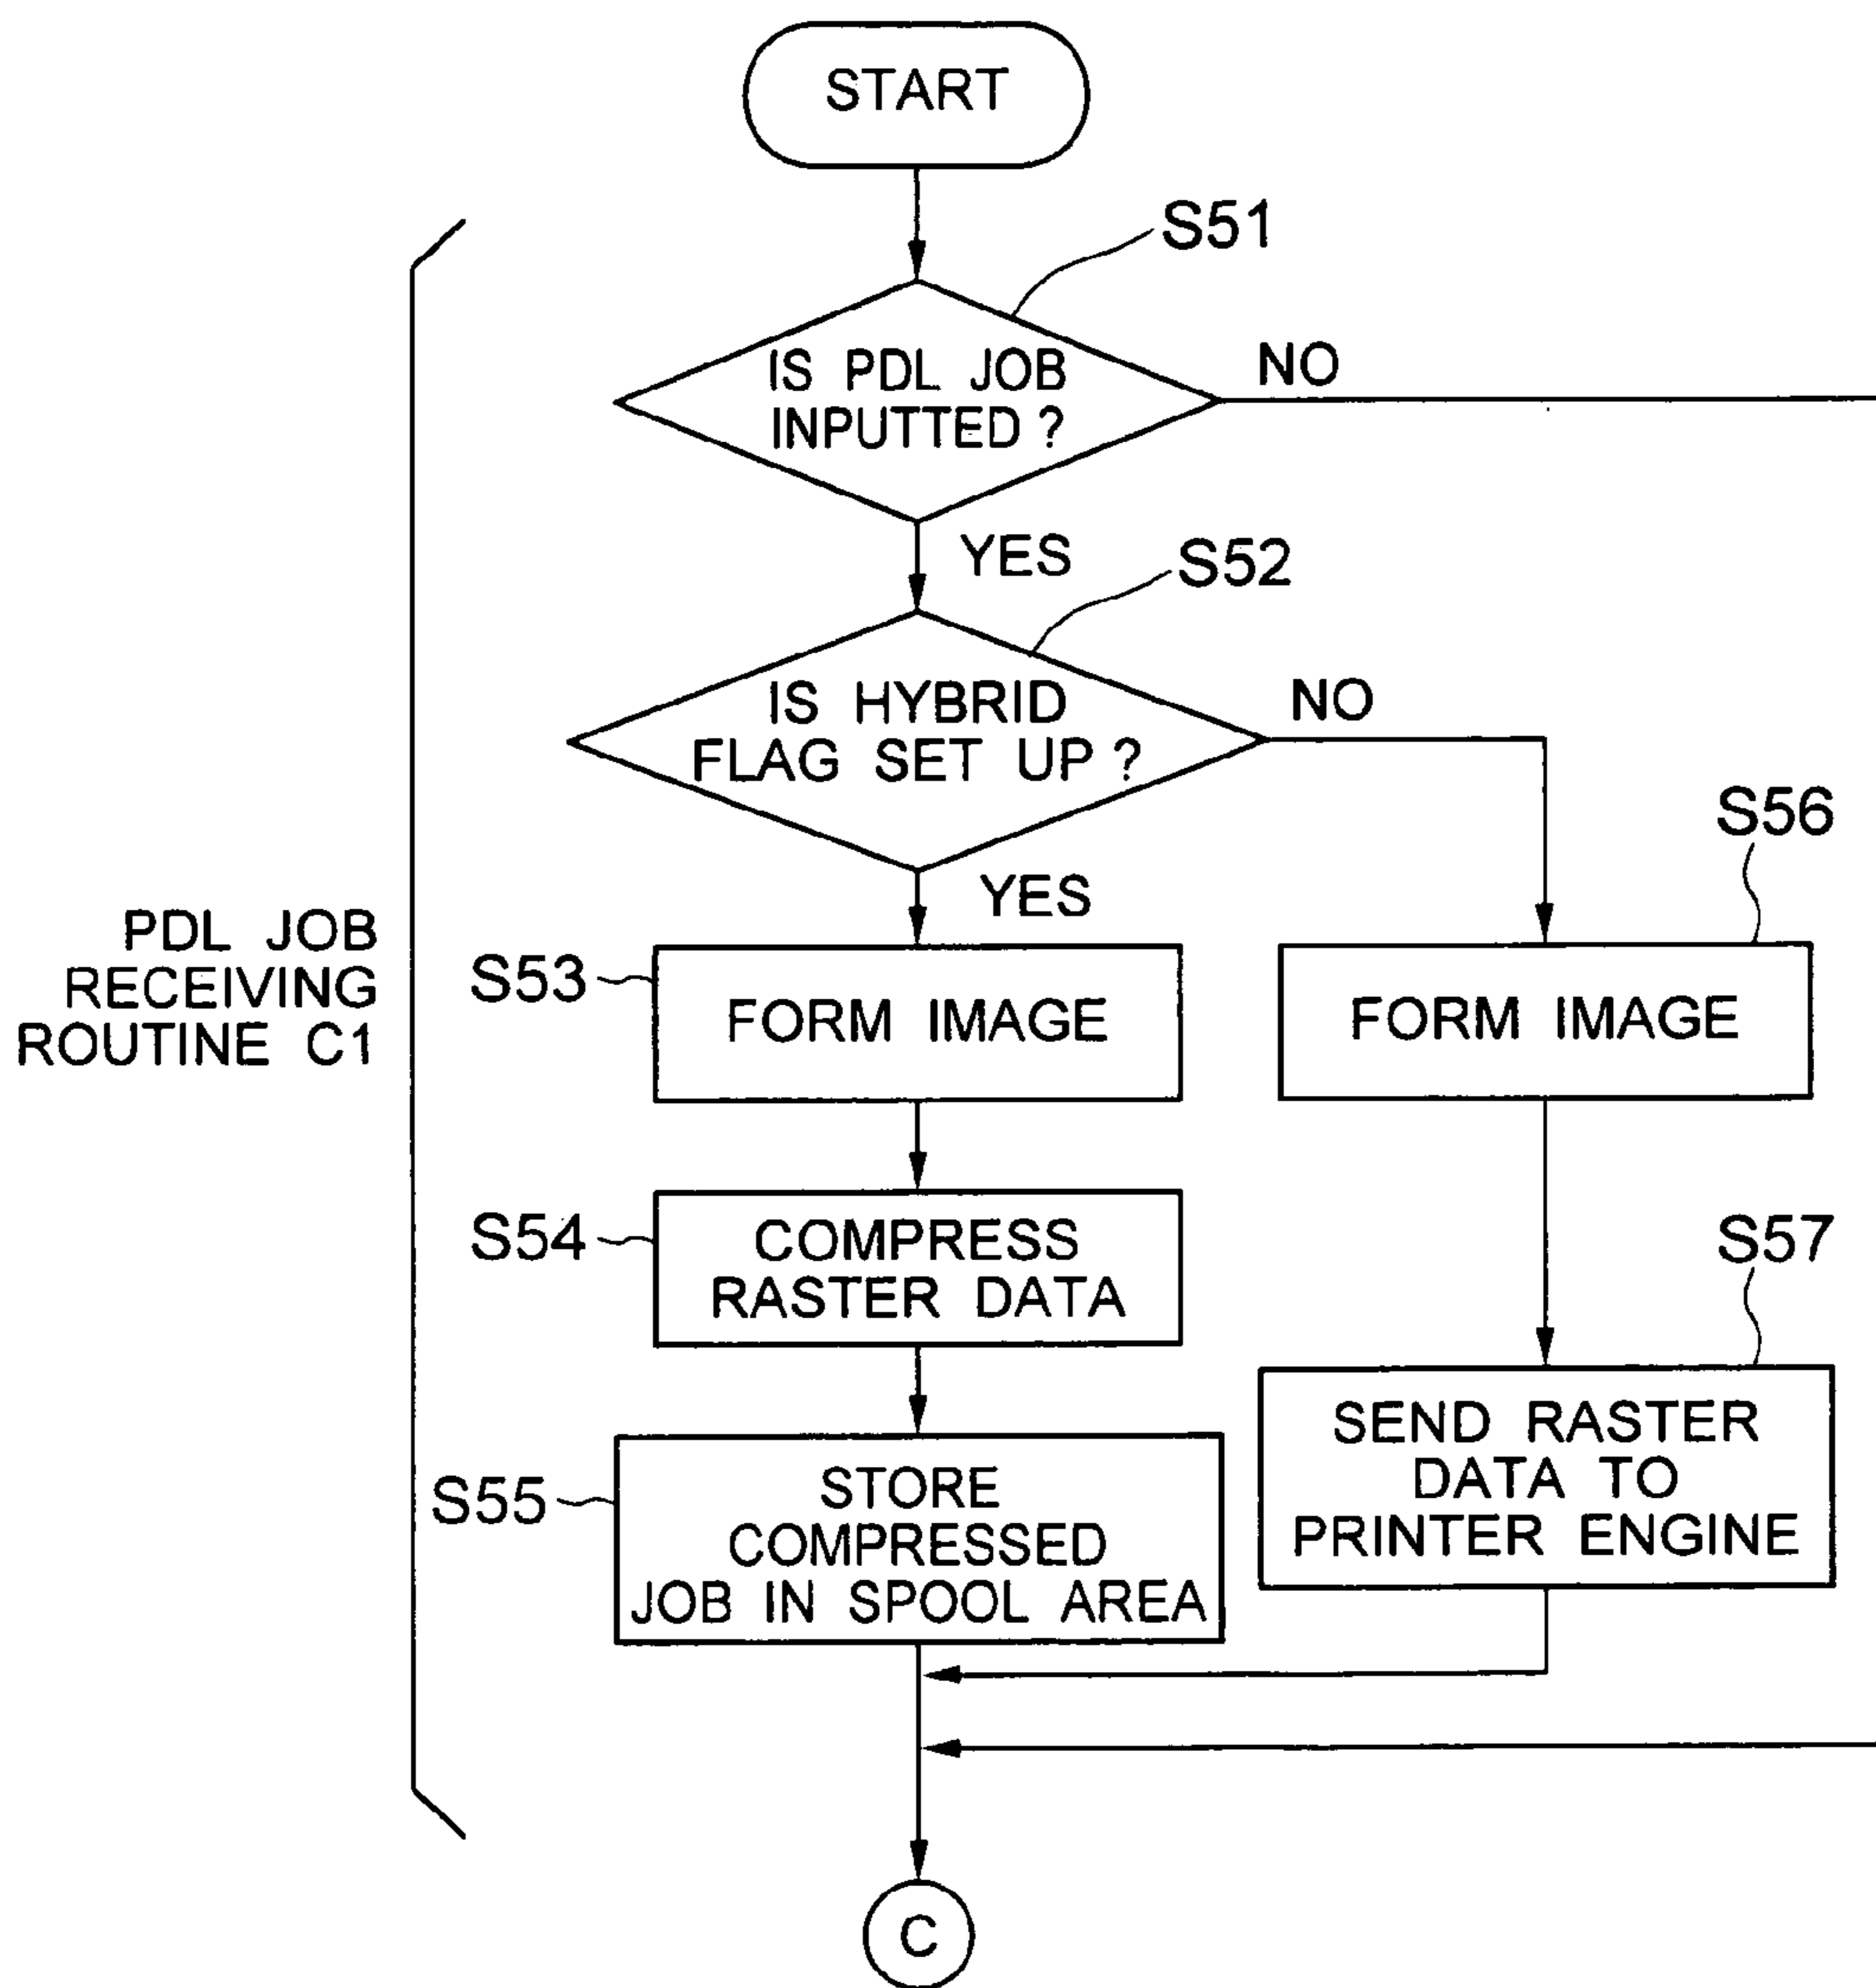 START
S51
IS PDL JOB
INPUTTED ?
NO
YES
S52
IS HYBRID
FLAG SET UP ?
NO
YES
S56
PDL JOB
RECEIVING
ROUTINE C1
S53
FORM IMAGE
FORM IMAGE
S54
COMPRESS
RASTER DATA
S57
SEND RASTER
DATA TO
PRINTER ENGINE
S55
STORE
COMPRESSED
JOB IN SPOOL AREA
C